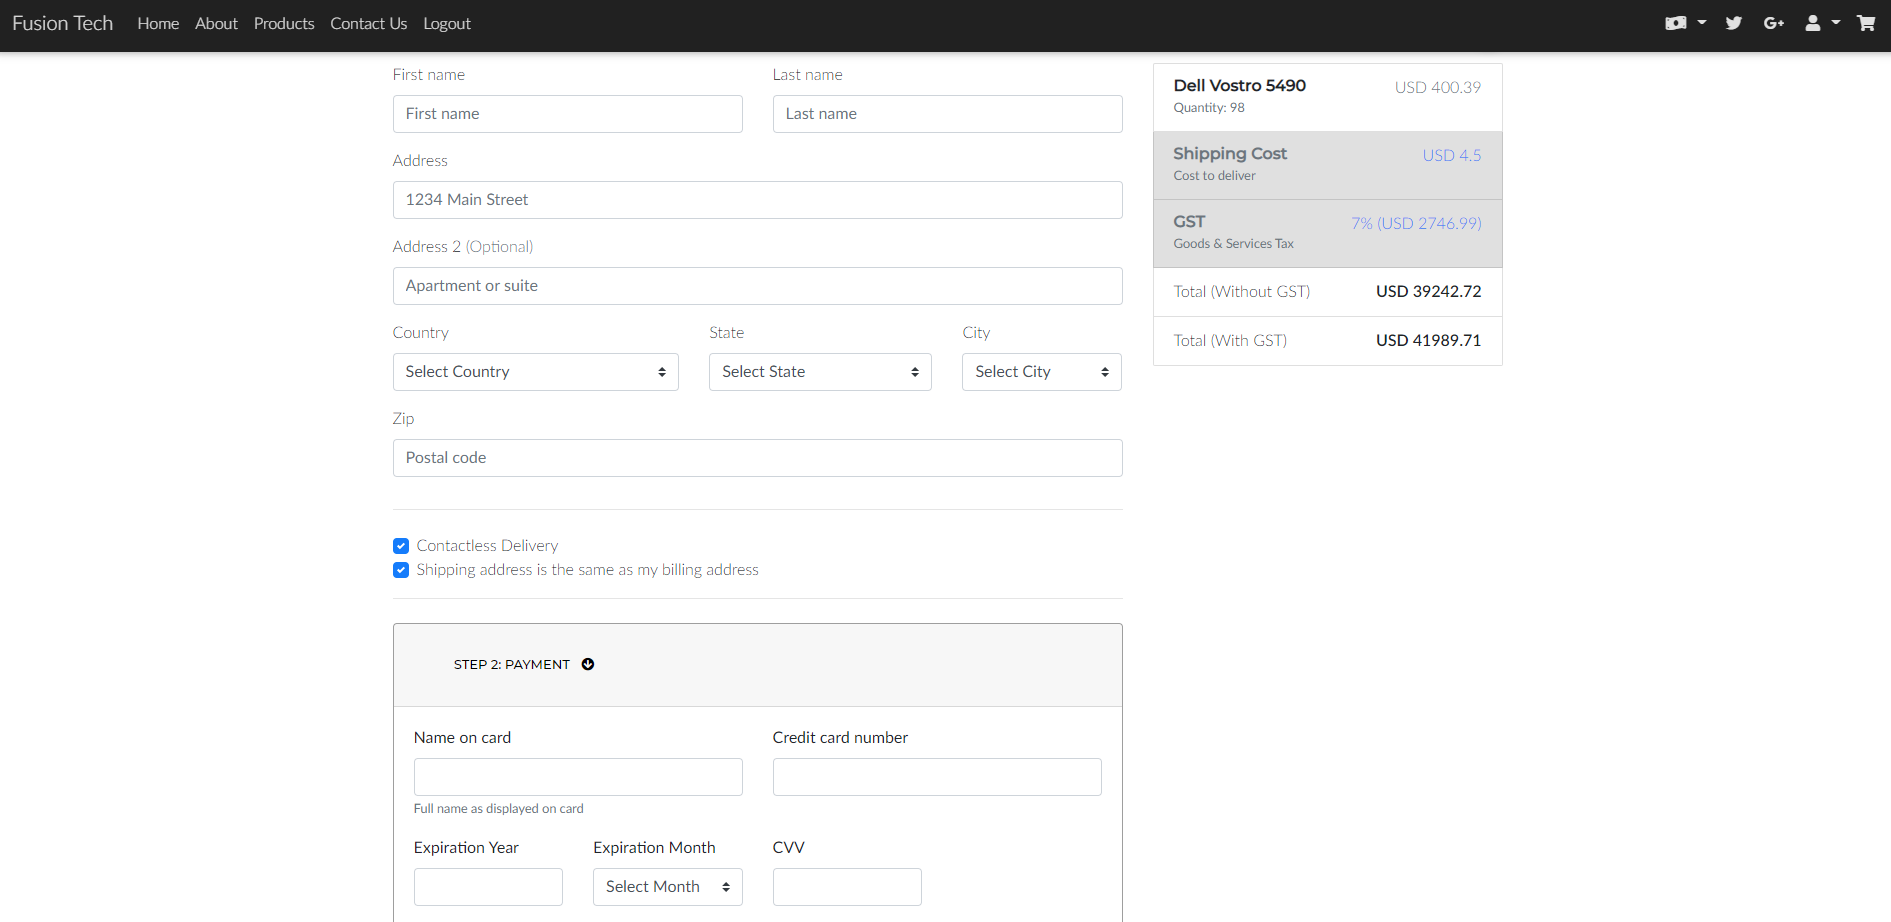 Fusion Tech Home About Products Contact Us Logout
First name Last name
First name Last name
Address
1234 Main Street
Address 2 (Optional)
Apartment or suite
Country State City
Select Country Select State Select City
Zip
Postal code
Contactless Delivery
Shipping address is the same as my billing address
STEP 2: PAYMENT
Name on card Credit card number
Full name as displayed on card
Expiration Year Expiration Month CVV
Select Month
Dell Vostro 5490 USD 400.39
Quantity: 98
Shipping Cost USD 4.5
Cost to deliver
GST 7% (USD 2746.99)
Goods & Services Tax
Total (Without GST) USD 39242.72
Total (With GST) USD 41989.71